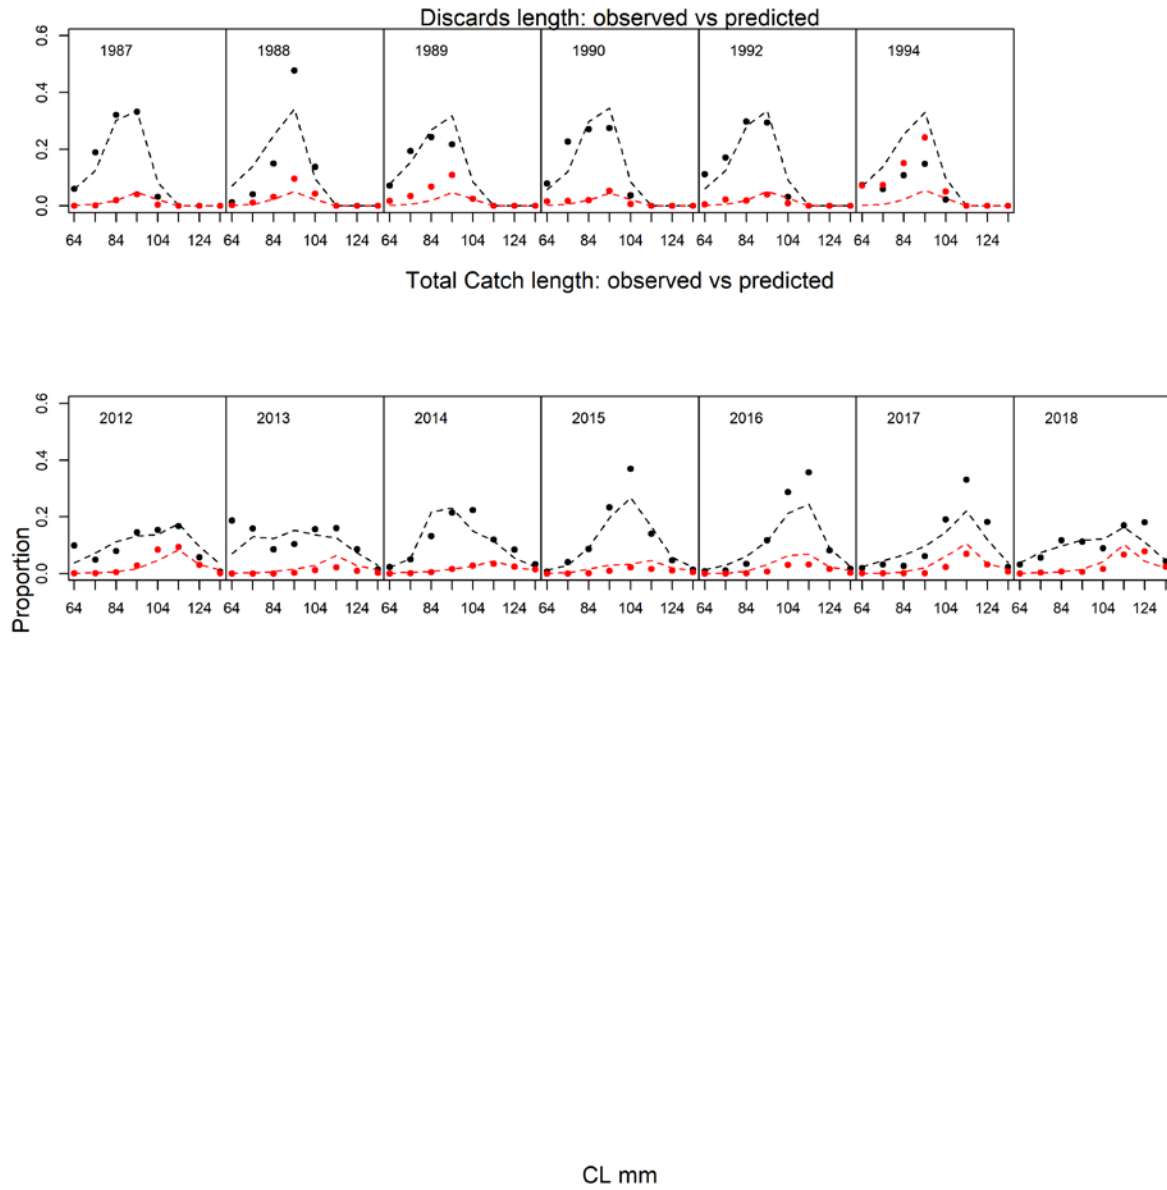 Discards length: observed vs predicted
1987 1988 1989 1990 1992 1994
0.6
0.4
0.2
0.0
64 84 104 124 64 84 104 124 64 84 104 124 64 84 104 124 64 84 104 124 64 84 104 124
Total Catch length: observed vs predicted
2012 2013 2014 2015 2016 2017 2018
0.6
0.4
0.2
0.0
64 84 104 124 64 84 104 124 64 84 104 124 64 84 104 124 64 84 104 124 64 84 104 124 64 84 104 124
Proportion
CL mm